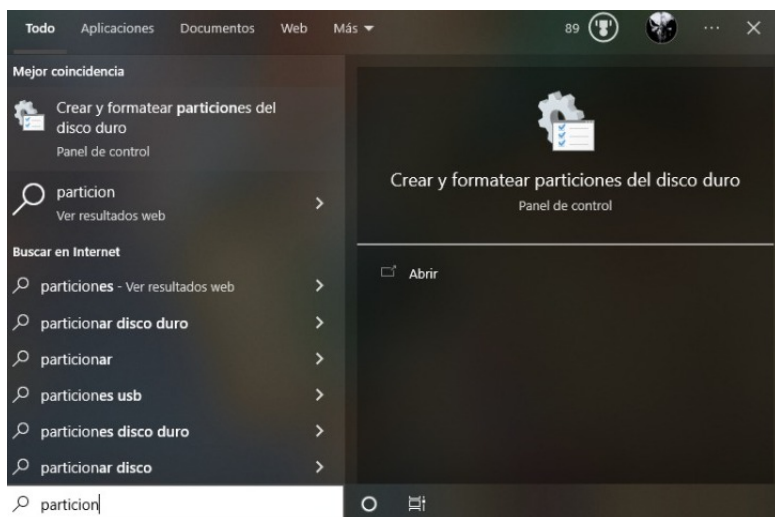 Todo Aplicaciones Documentos Web Más 89 ...
Mejor coincidencia
Crear y formatear particiones del
disco duro
Panel de control
particion
Ver resultados web
Buscar en Internet
particiones - Ver resultados web
particionar disco duro
particionar
particiones usb
particiones disco duro
particionar disco
particion
Crear y formatear particiones del disco duro
Panel de control
Abrir